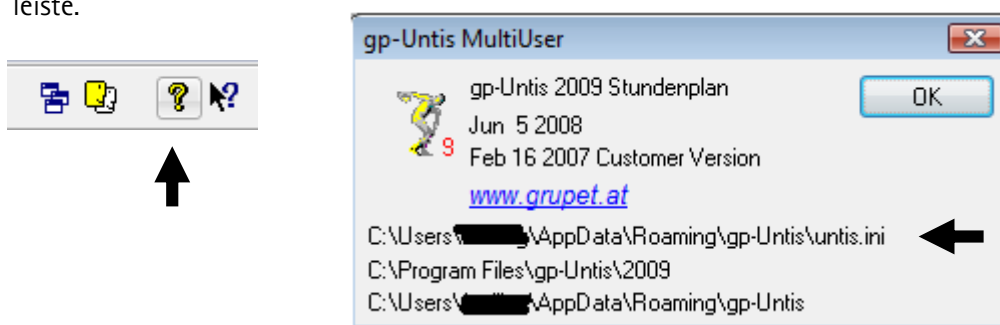 leiste.
gp-Untis MultiUser
gp-Untis 2009 Stundenplan
OK
Jun 5 2008
9
Feb 16 2007 Customer Version
www.grupet.at
C:\Users\ \AppData\Roaming\gp-Untis\untis.ini
C:\Program Files\gp-Untis\2009
C:\Users\ \AppData\Roaming\gp-Untis